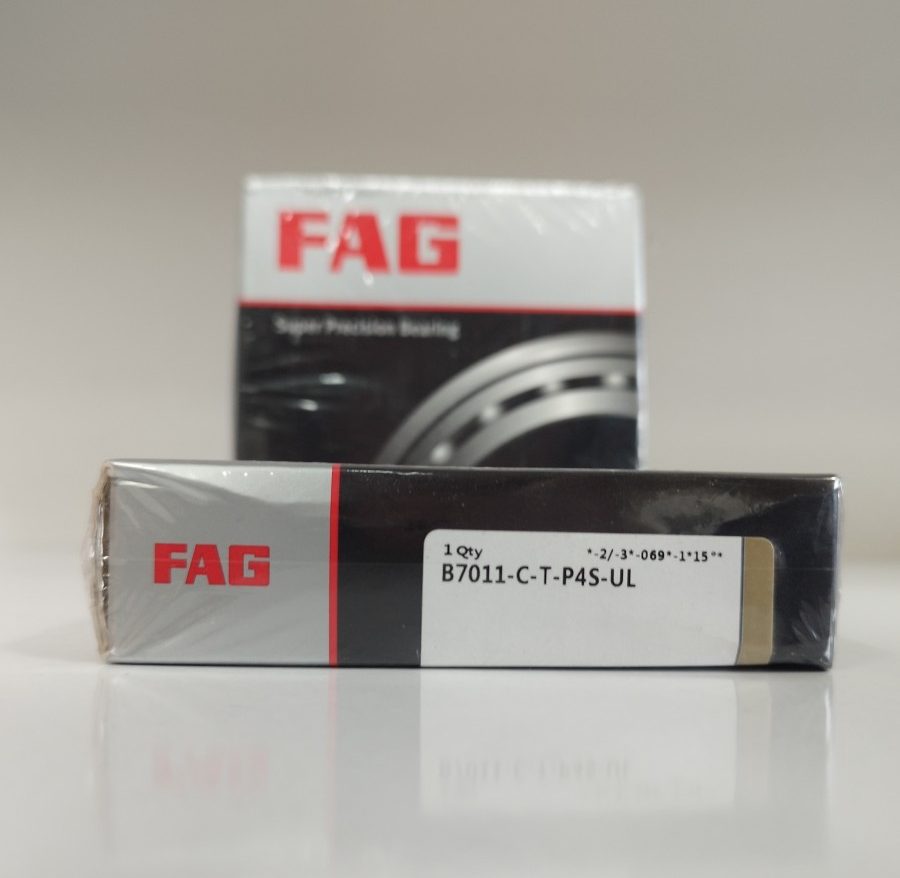 FAG
Super Precision Bearing
FAG
1 Qty *-2/-3*-069*-1*15°*
B7011-C-T-P4S-UL